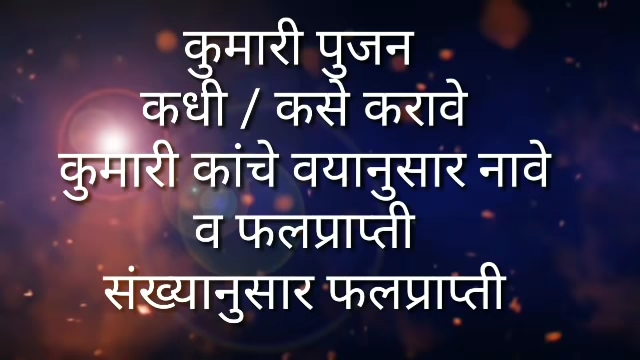 कुमारी पुजन
कधी / कसे करावे
कुमारी कांचे वयानुसार नावे
व फलप्राप्ती
संख्यानुसार फलप्राप्ती